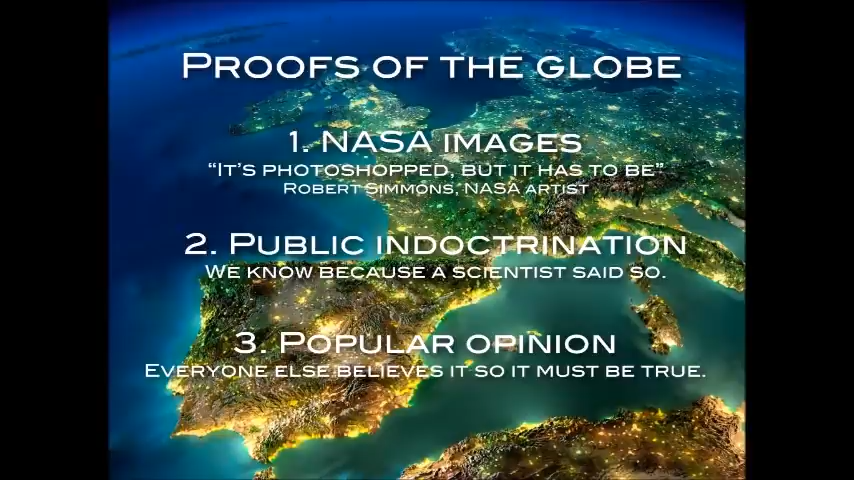 Proofs of the globe
1. NASA images
"It's photoshopped, but it has to be"
Robert Simmons, NASA artist
2. Public indoctrination
We know because a scientist said so.
3. Popular opinion
Everyone else believes it so it must be true.